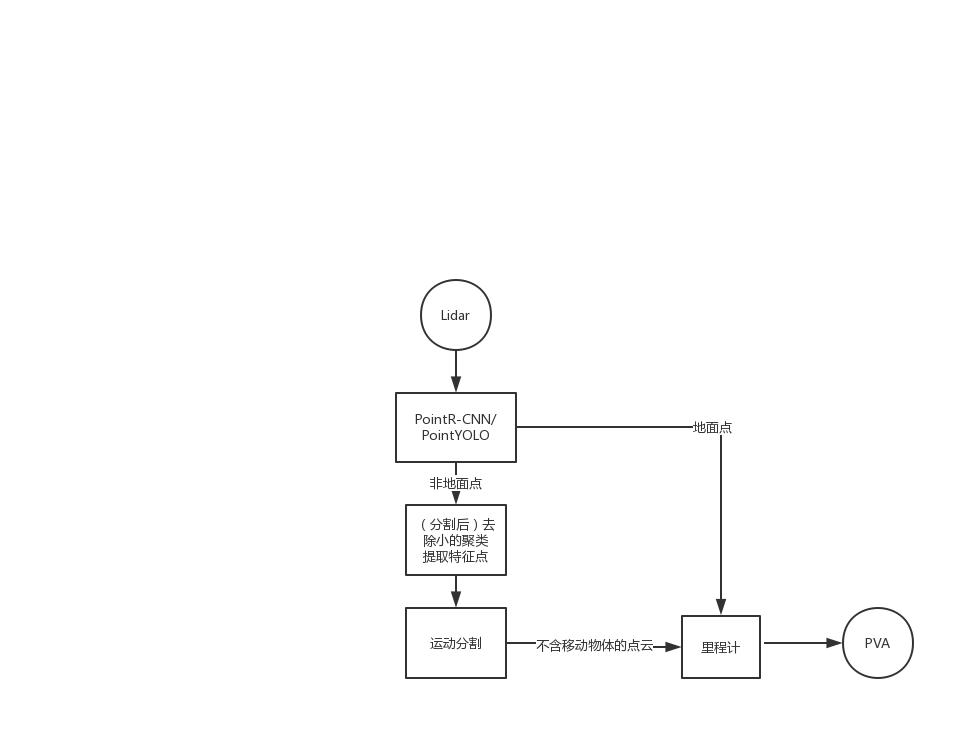 Lidar
PointR-CNN/
PointYOLO
地面点
非地面点
（分割后）去
除小的聚类
提取特征点
运动分割
不含移动物体的点云
里程计
PVA